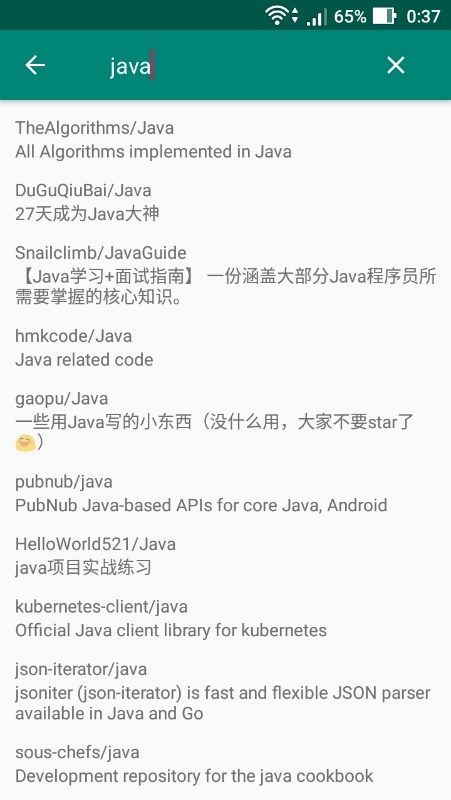 65% 0:37
java
TheAlgorithms/Java
All Algorithms implemented in Java
DuGuQiuBai/Java
27天成为Java大神
Snailclimb/JavaGuide
【Java学习+面试指南】 一份涵盖大部分Java程序员所
需要掌握的核心知识。
hmkcode/Java
Java related code
gaopu/Java
一些用Java写的小东西（没什么用，大家不要star了
😄）
pubnub/java
PubNub Java-based APIs for core Java, Android
HelloWorld521/Java
java项目实战练习
kubernetes-client/java
Official Java client library for kubernetes
json-iterator/java
jsoniter (json-iterator) is fast and flexible JSON parser
available in Java and Go
sous-chefs/java
Development repository for the java cookbook